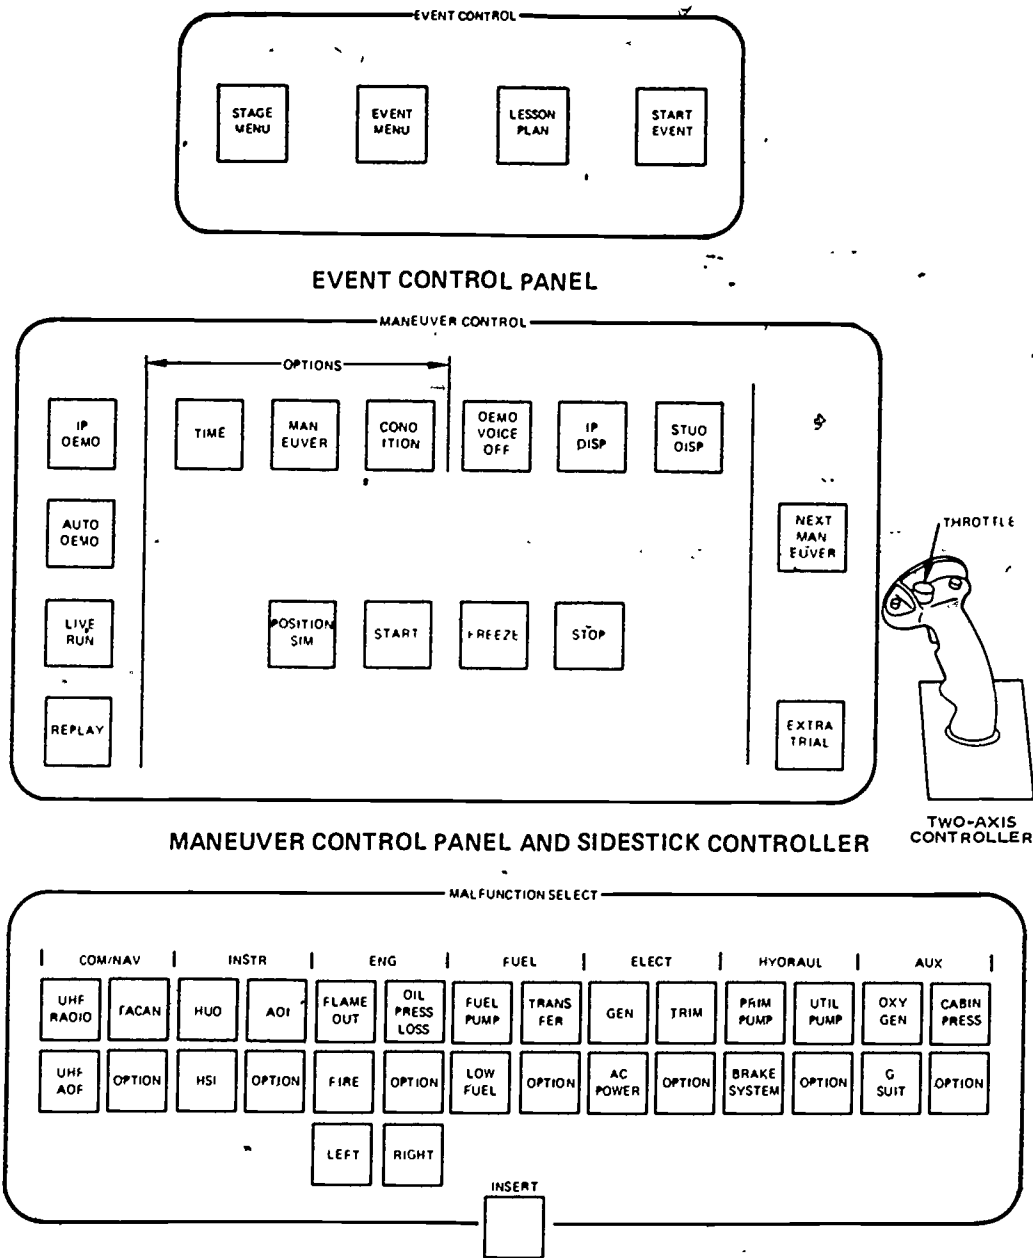 EVENT CONTROL
STAGE MENU
EVENT MENU
LESSON PLAN
START EVENT
EVENT CONTROL PANEL
MANEUVER CONTROL
OPTIONS
IP OEMO
TIME
MAN EUVER
COND ITION
OEMO VOICE OFF
IP DISP
STUD DISP
AUTO OEMO
NEXT MAN EUVER
THROTTLE
LIVE RUN
POSITION SIM
START
FREEZE
STOP
REPLAY
EXTRA TRIAL
TWO-AXIS CONTROLLER
MANEUVER CONTROL PANEL AND SIDESTICK CONTROLLER
MALFUNCTION SELECT
COM/NAV INSTR ENG FUEL ELECT HYDRAUL AUX
UHF RADIO
TACAN
HUO
AOI
FLAME OUT
OIL PRESS LOSS
FUEL PUMP
TRANS FER
GEN
TRIM
PRIM PUMP
UTIL PUMP
OXY GEN
CABIN PRESS
UHF AOF
OPTION
HSI
OPTION
FIRE
OPTION
LOW FUEL
OPTION
AC POWER
OPTION
BRAKE SYSTEM
OPTION
G SUIT
OPTION
LEFT
RIGHT
INSERT